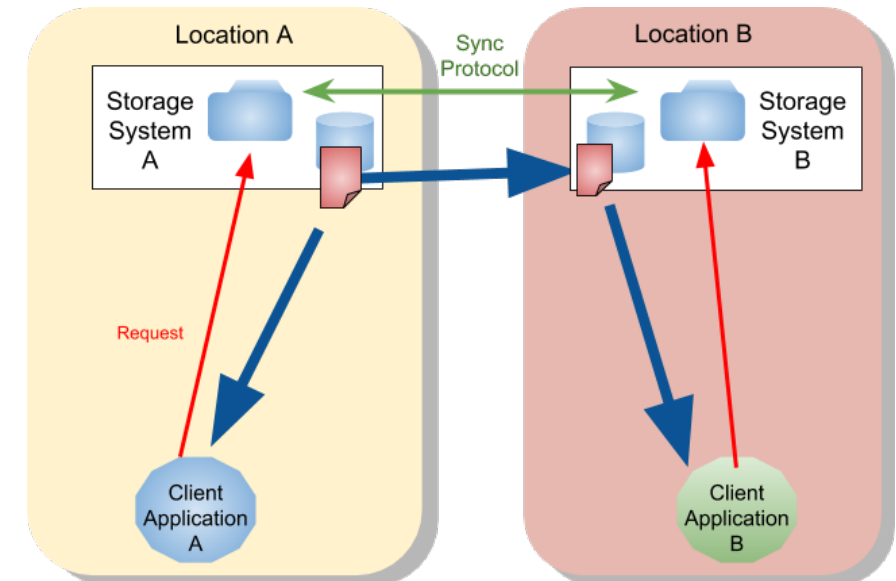 Location A
Sync
Protocol
Location B
Storage
System
A
Storage
System
B
Request
Client
Application
A
Client
Application
B